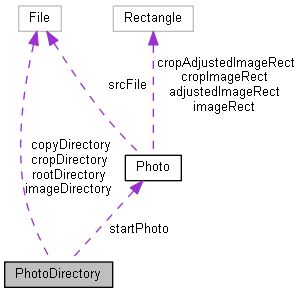 File
Rectangle
cropAdjustedImageRect
cropImageRect
adjustedImageRect
imageRect
srcFile
copyDirectory
cropDirectory
rootDirectory
imageDirectory
Photo
startPhoto
PhotoDirectory